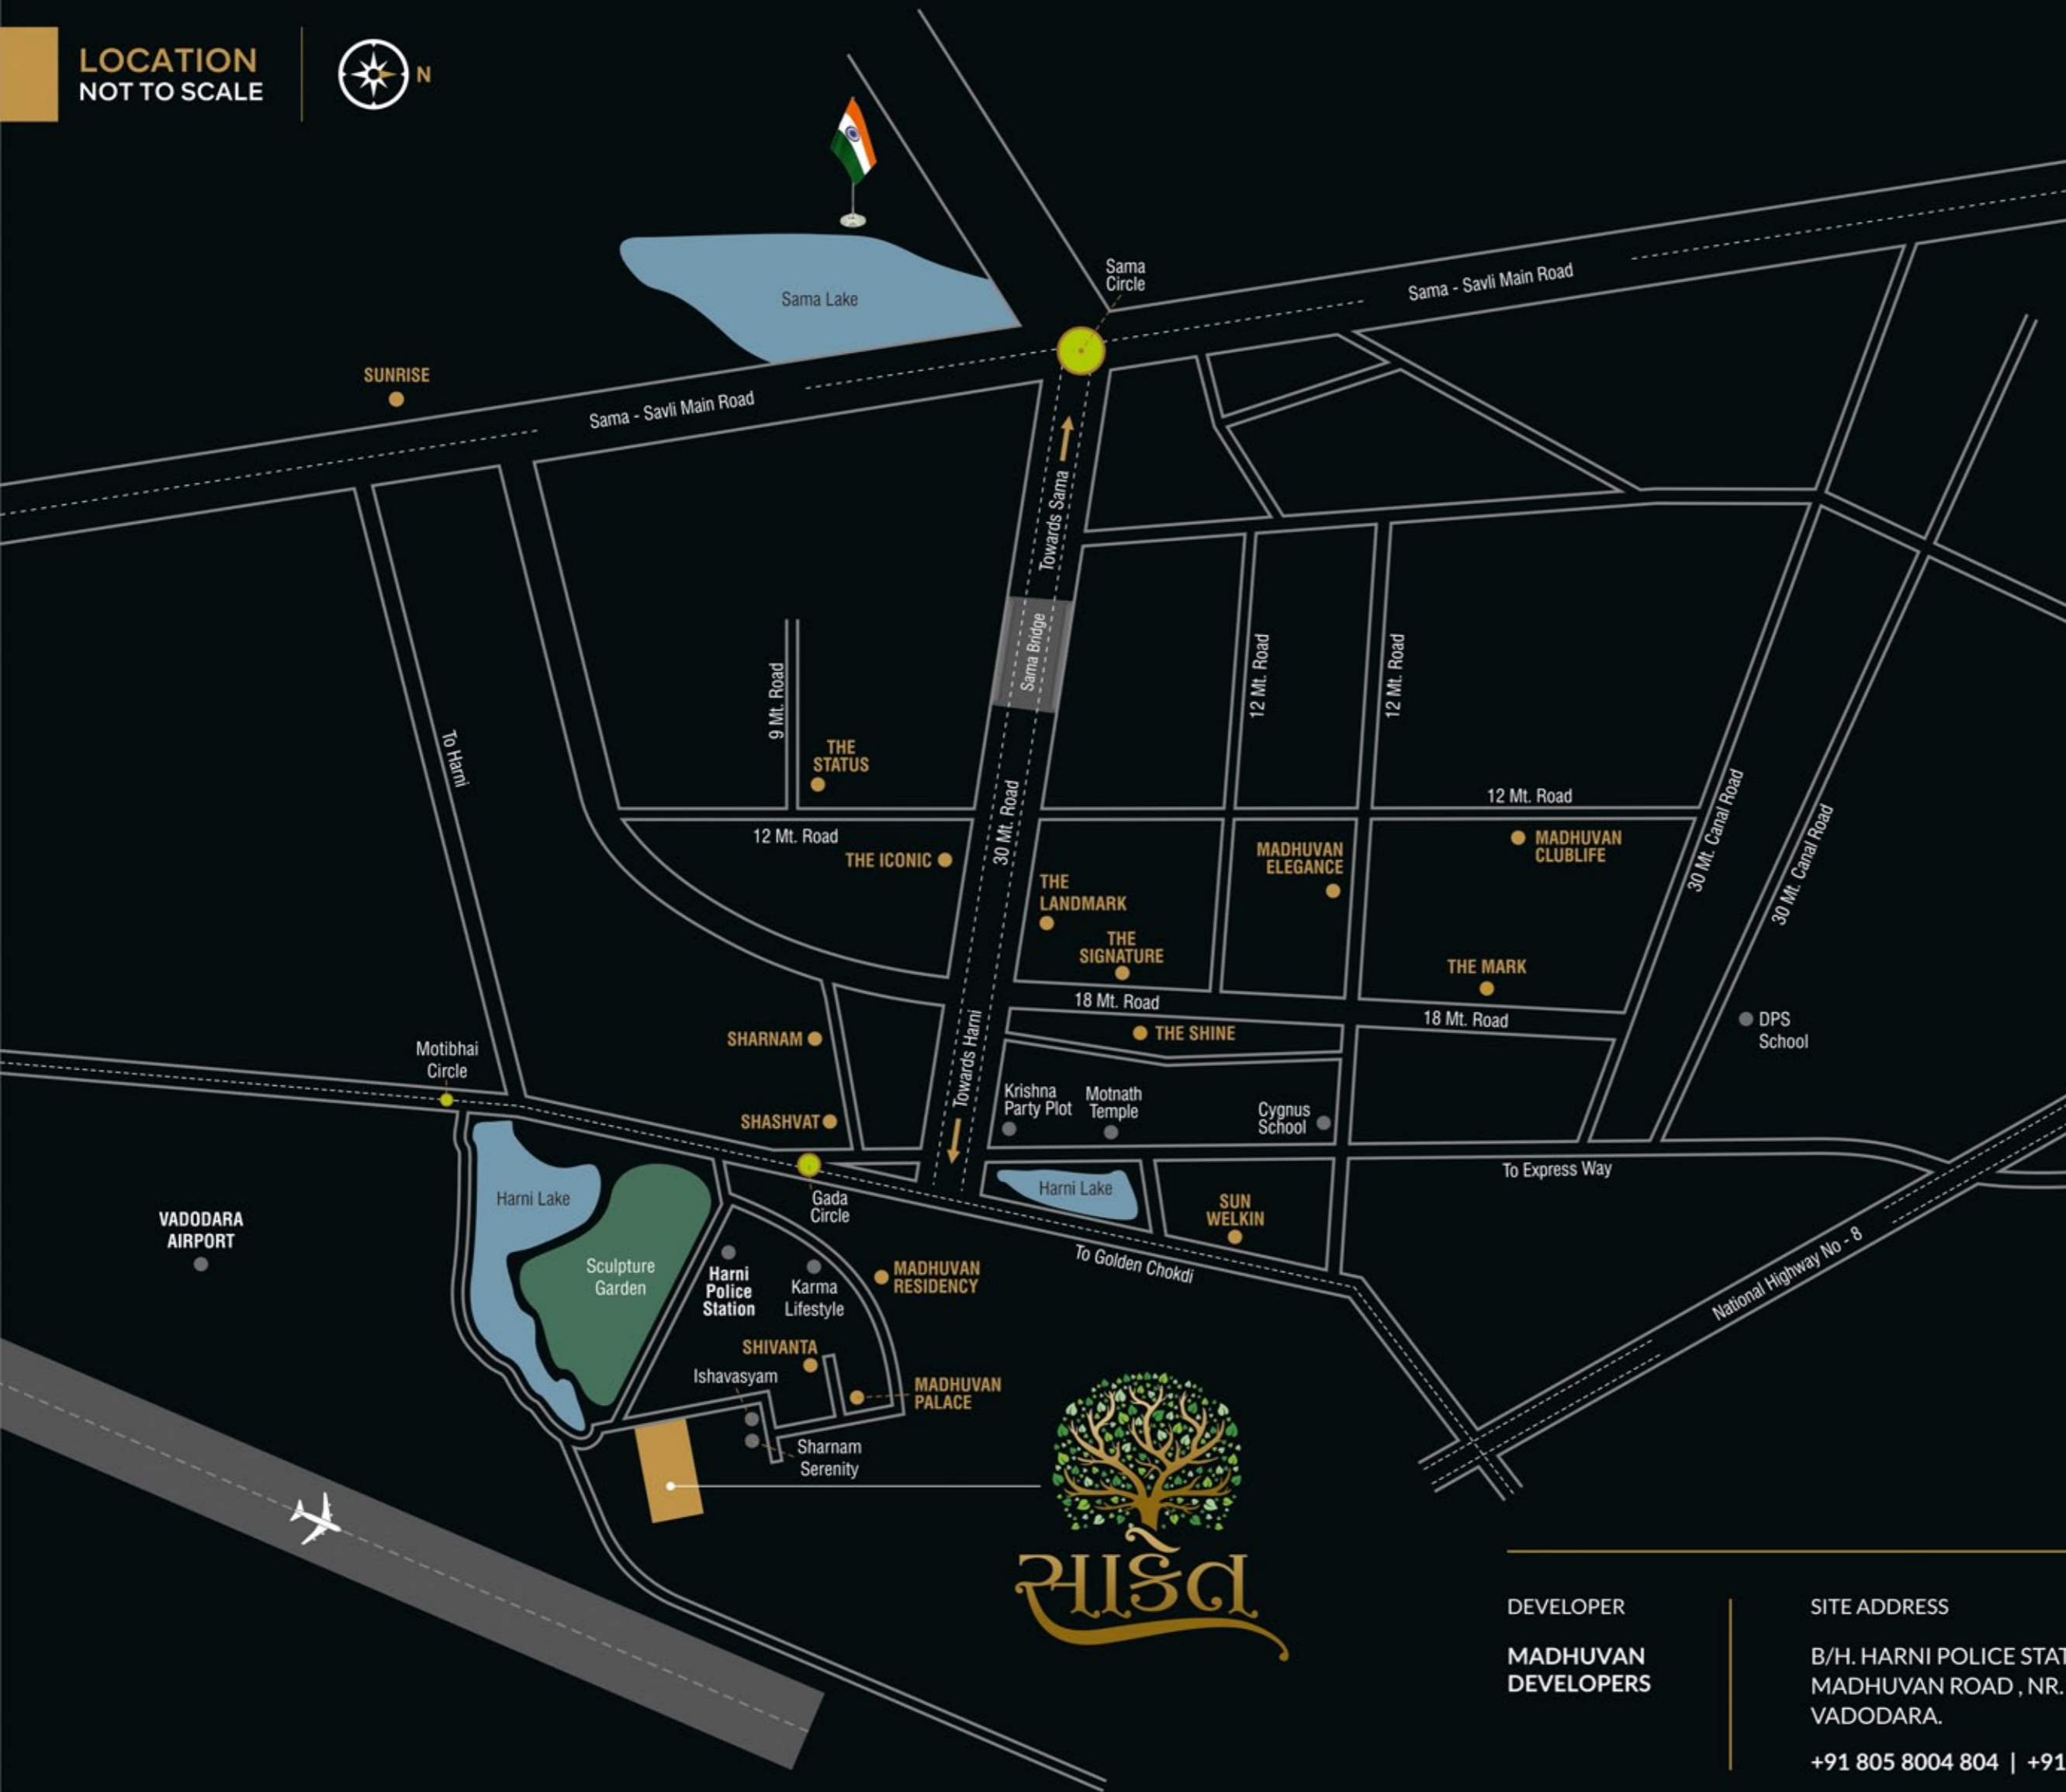 LOCATION
NOT TO SCALE
N
Sama
Circle
Sama - Savli Main Road
Sama Lake
SUNRISE
Sama - Savli Main Road
Towards Sama
Sama Bridge
12 Mt. Road
12 Mt. Road
9 Mt. Road
To Harni
THE
STATUS
30 Mt. Road
12 Mt. Road
12 Mt. Road
30 Mt. Canal Road
30 Mt. Canal Road
THE ICONIC
MADHUVAN
ELEGANCE
MADHUVAN
CLUBLIFE
THE
LANDMARK
THE
SIGNATURE
THE MARK
18 Mt. Road
18 Mt. Road
DPS
School
SHARNAM
THE SHINE
Towards Harni
Motibhai
Circle
Krishna
Party Plot
Motnath
Temple
Cygnus
School
SHASHVAT
To Express Way
Harni Lake
Harni Lake
Gada
Circle
SUN
WELKIN
VADODARA
AIRPORT
To Golden Chokdi
National Highway No - 8
Sculpture
Garden
Harni
Police
Station
Karma
Lifestyle
MADHUVAN
RESIDENCY
SHIVANTA
Ishavasyam
MADHUVAN
PALACE
Sharnam
Serenity
સાકેત
DEVELOPER
MADHUVAN
DEVELOPERS
SITE ADDRESS
B/H. HARNI POLICE STAT
MADHUVAN ROAD , NR.
VADODARA.
+91 805 8004 804 | +91